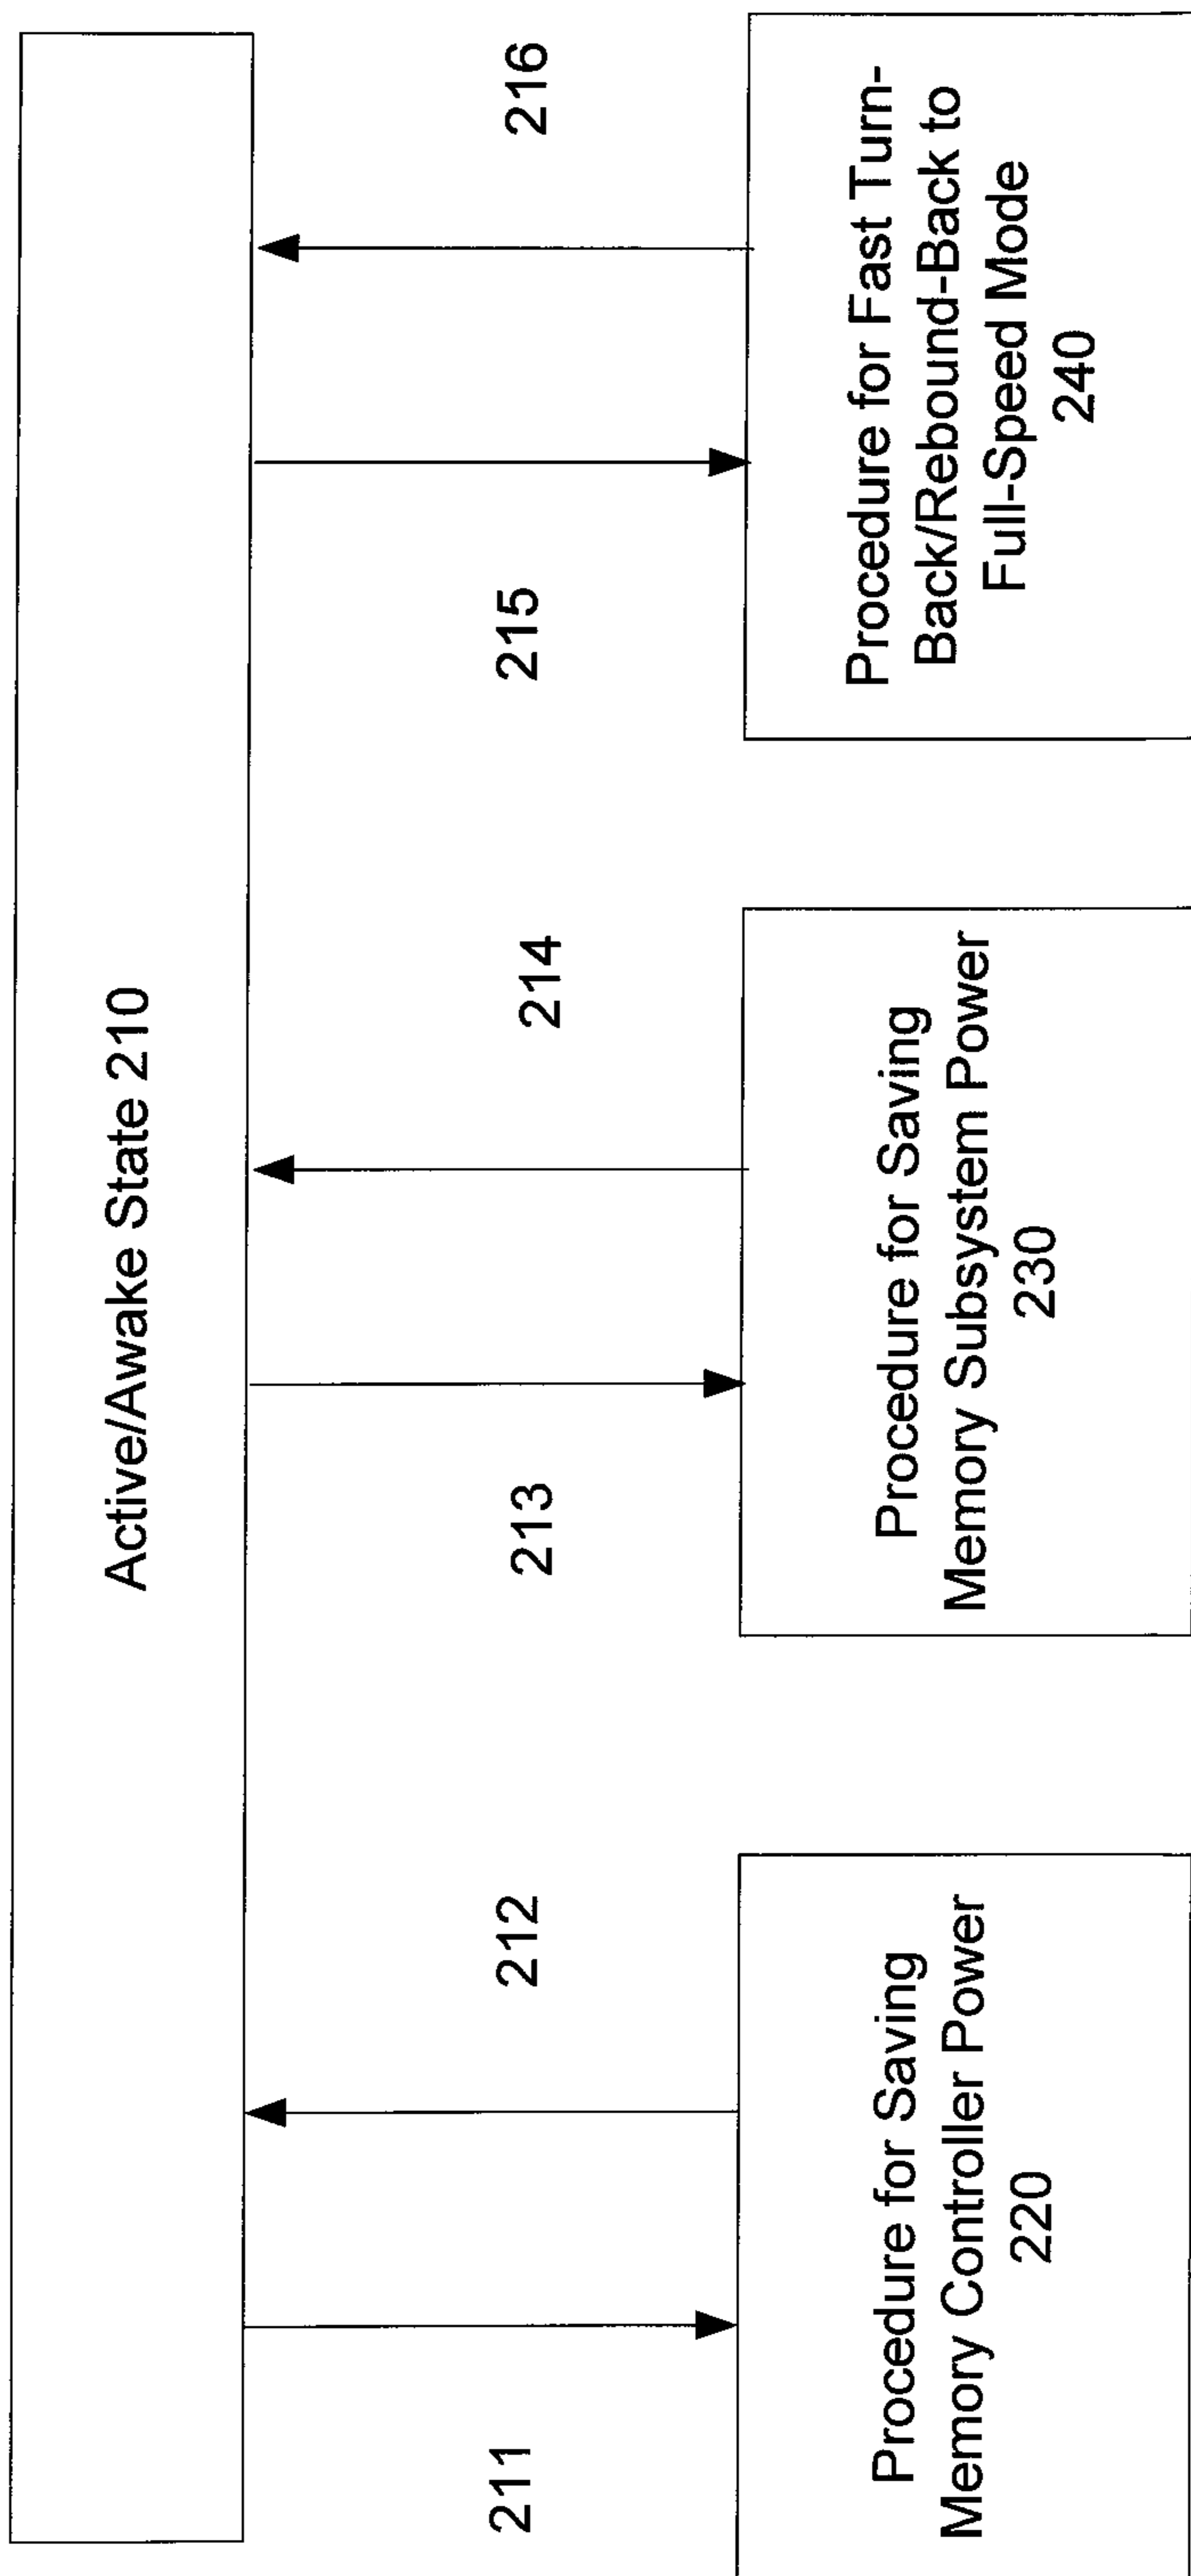 Active/Awake State 210
211
212
213
214
215
216
Procedure for Saving
Memory Controller Power
220
Procedure for Saving
Memory Subsystem Power
230
Procedure for Fast Turn-
Back/Rebound-Back to
Full-Speed Mode
240